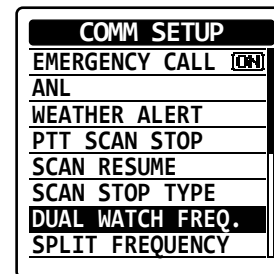 COMM SETUP
EMERGENCY CALL ON
ANL
WEATHER ALERT
PTT SCAN STOP
SCAN RESUME
SCAN STOP TYPE
DUAL WATCH FREQ.
SPLIT FREQUENCY